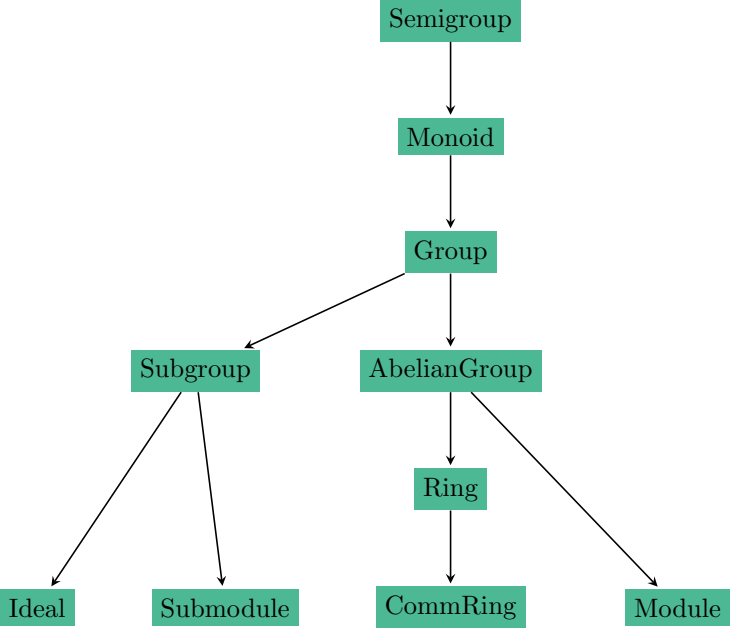 Semigroup
Monoid
Group
Subgroup
AbelianGroup
Ring
Ideal
Submodule
CommRing
Module